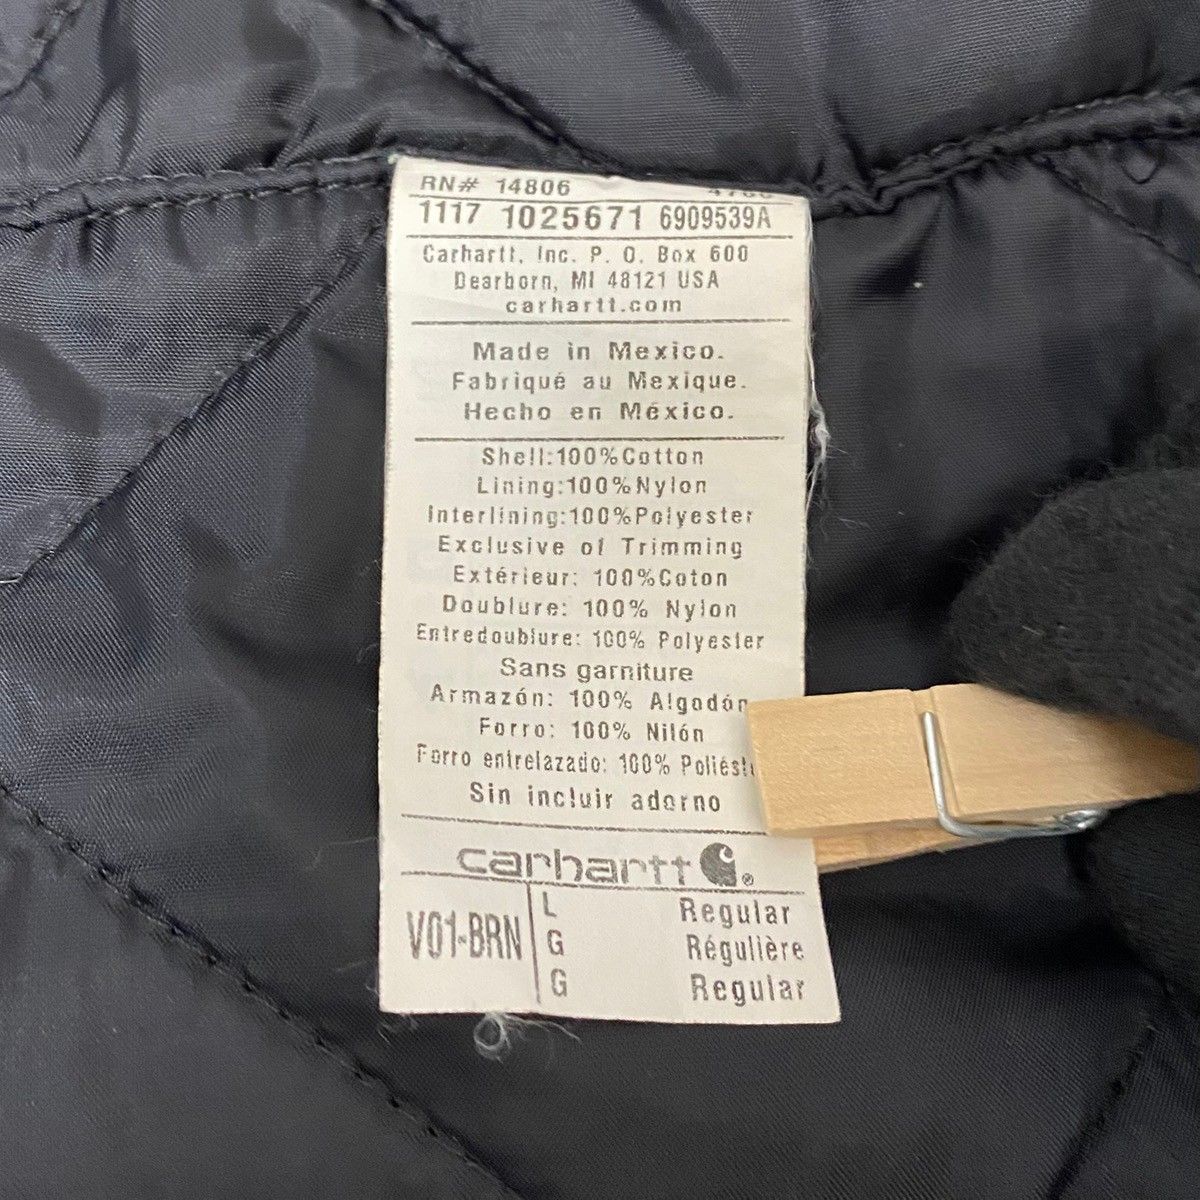 RN# 14806
1117 1025671 6909539A
Carhartt, Inc. P. O. Box 600
Dearborn, MI 48121 USA
carhartt.com
Made in Mexico.
Fabriqué au Mexique.
Hecho en México.
Shell:100%Cotton
Lining:100%Nylon
Interlining:100%Polyester
Exclusive of Trimming
Extérieur: 100%Coton
Doublure: 100% Nylon
Entredoublure: 100% Polyester
Sans garniture
Armazón: 100% Algodón
Forro: 100% Nilón
Forro entrelazado: 100%
Sin incluir adorno
carhartt
V01-BRN L Regular
G Régulière
G Regular